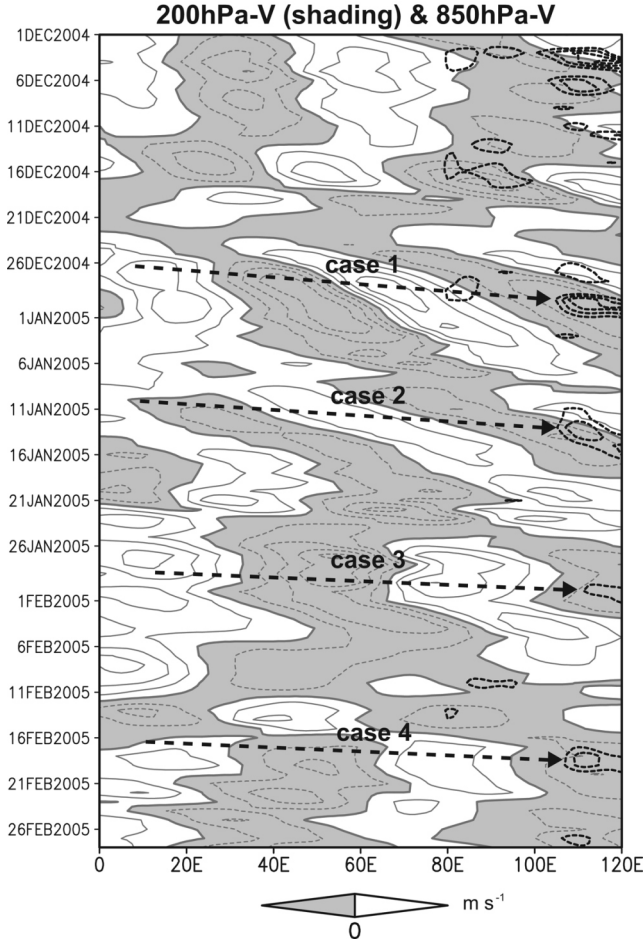 200hPa-V (shading) & 850hPa-V
1DEC2004
6DEC2004
11DEC2004
16DEC2004
21DEC2004
26DEC2004
case 1
1JAN2005
6JAN2005
case 2
11JAN2005
16JAN2005
21JAN2005
26JAN2005
case 3
1FEB2005
6FEB2005
11FEB2005
case 4
16FEB2005
21FEB2005
26FEB2005
0 20E 40E 60E 80E 100E 120E
m s⁻¹
0